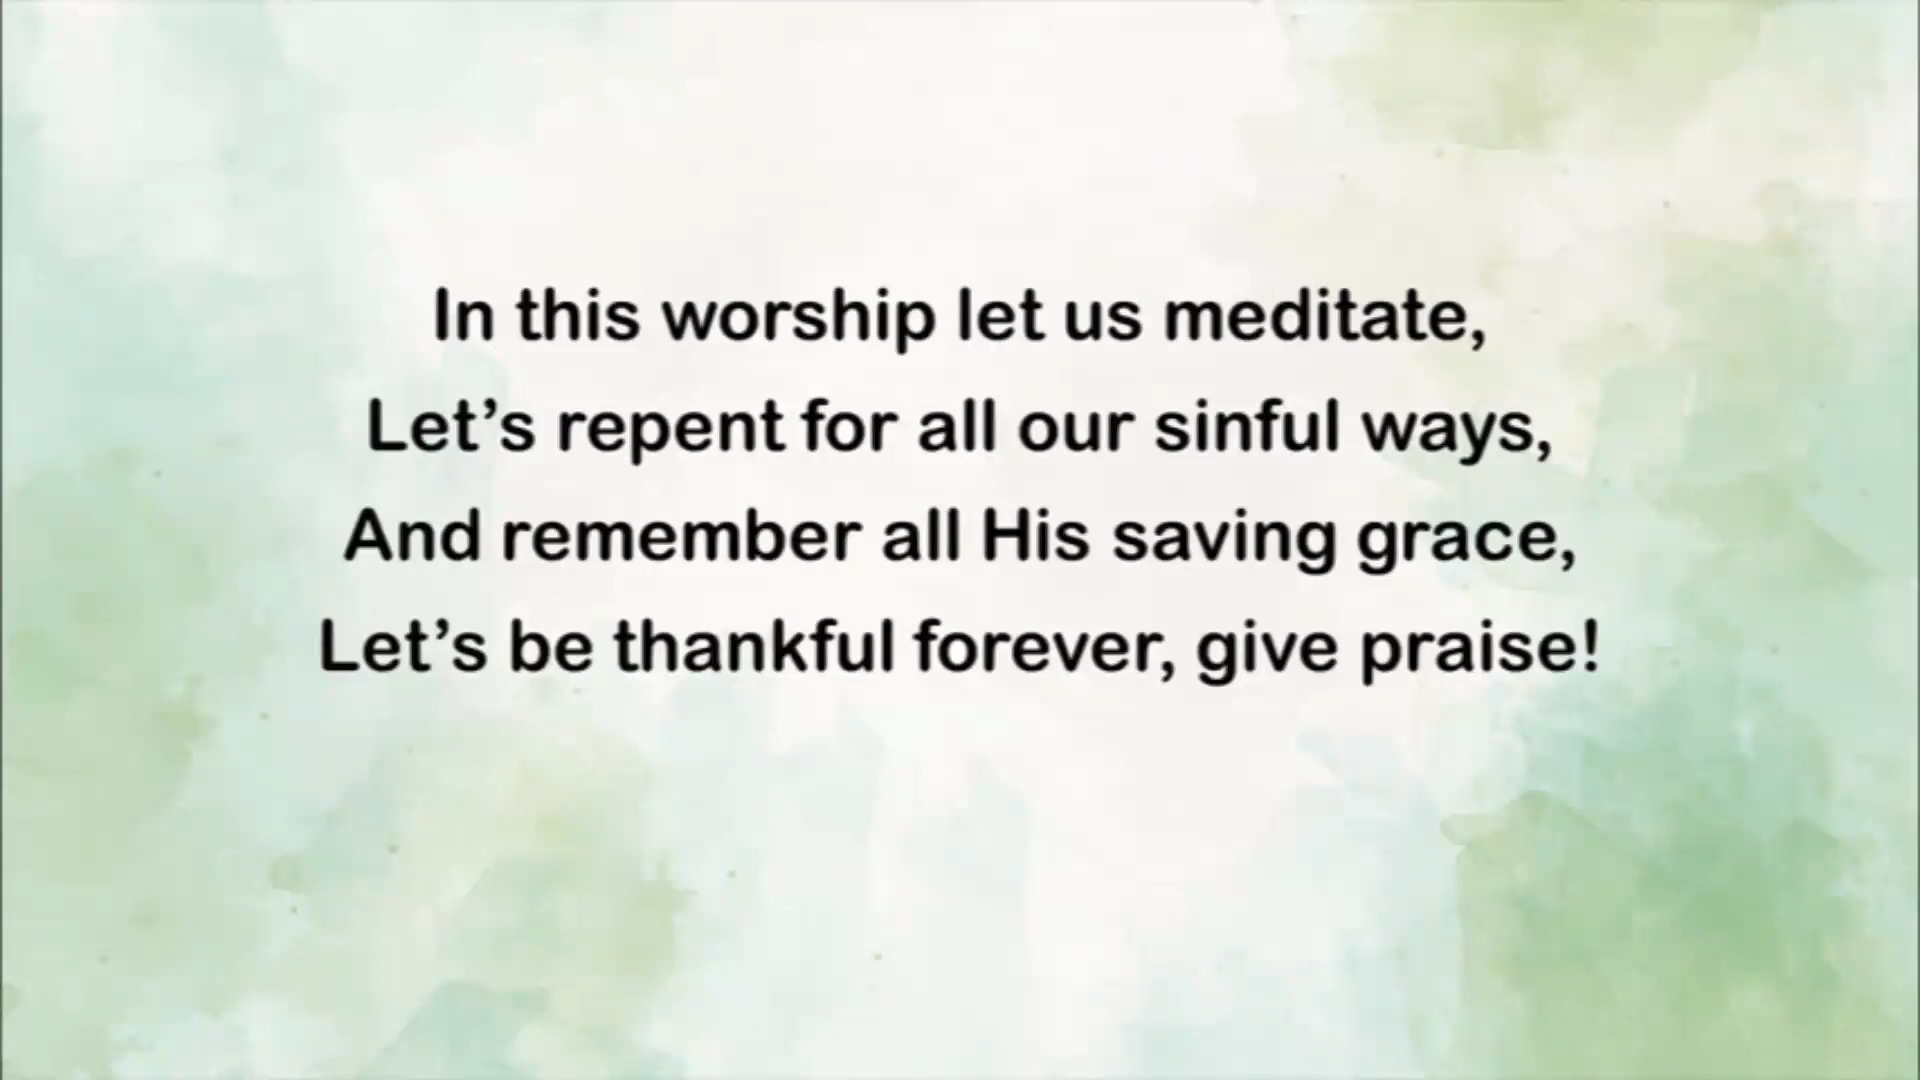 In this worship let us meditate,
Let’s repent for all our sinful ways,
And remember all His saving grace,
Let’s be thankful forever, give praise!